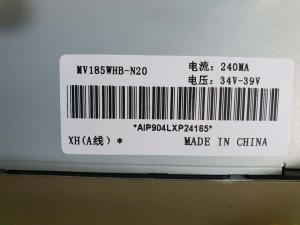 MV185WHB-N20
电流: 240MA
电压: 34V-39V
*AIP904LXP24165*
XH(A线) *
MADE IN CHINA